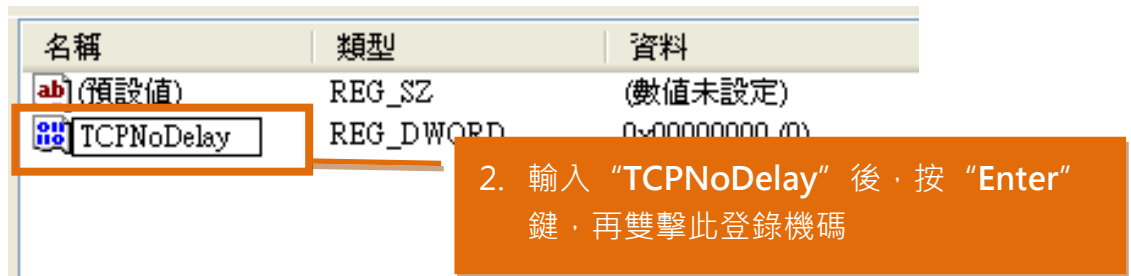 名稱 類型 資料
(預設值) REG_SZ (數值未設定)
TCPNoDelay REG_DWORD 0x00000000 (0)
2. 輸入“TCPNoDelay”後，按“Enter”
鍵，再雙擊此登錄機碼